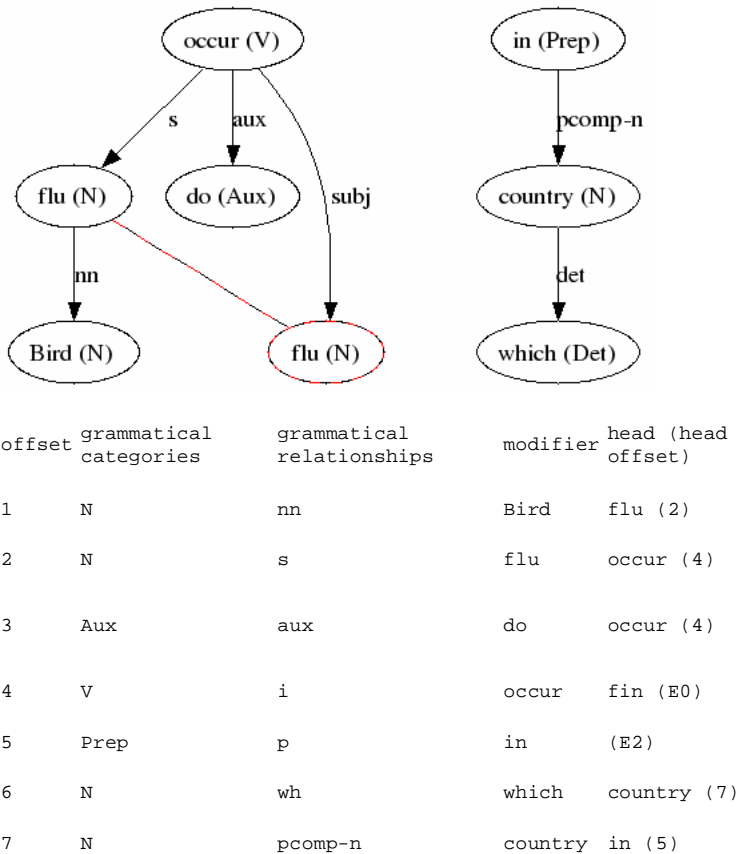 occur (V) in (Prep)
s aux subj pcomp-n
flu (N) do (Aux) country (N)
nn det
Bird (N) flu (N) which (Det)
offset grammatical categories grammatical relationships modifier head (head offset)
1 N nn Bird flu (2)
2 N s flu occur (4)
3 Aux aux do occur (4)
4 V i occur fin (E0)
5 Prep p in (E2)
6 N wh which country (7)
7 N pcomp-n country in (5)